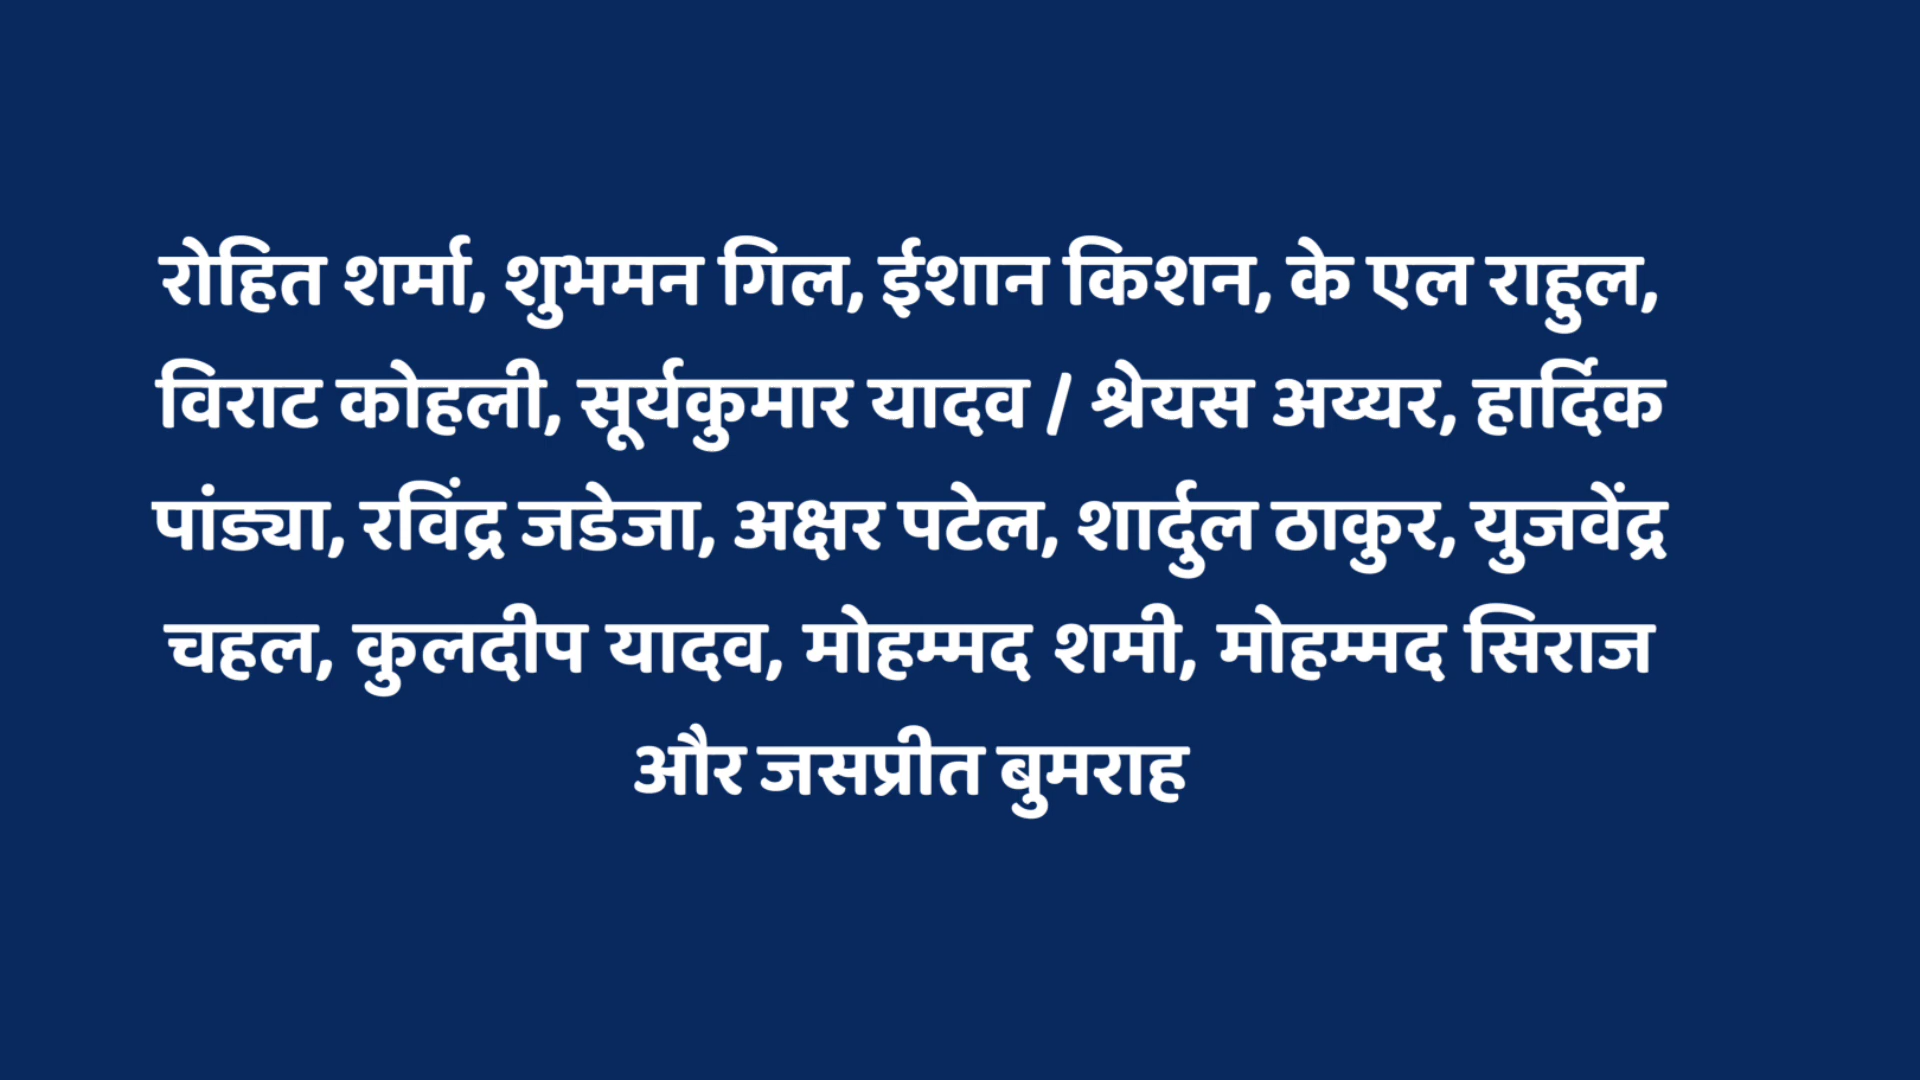 रोहित शर्मा, शुभमन गिल, ईशान किशन, के एल राहुल,
विराट कोहली, सूर्यकुमार यादव / श्रेयस अय्यर, हार्दिक
पांड्या, रविंद्र जडेजा, अक्षर पटेल, शार्दुल ठाकुर, युजवेंद्र
चहल, कुलदीप यादव, मोहम्मद शमी, मोहम्मद सिराज
और जसप्रीत बुमराह